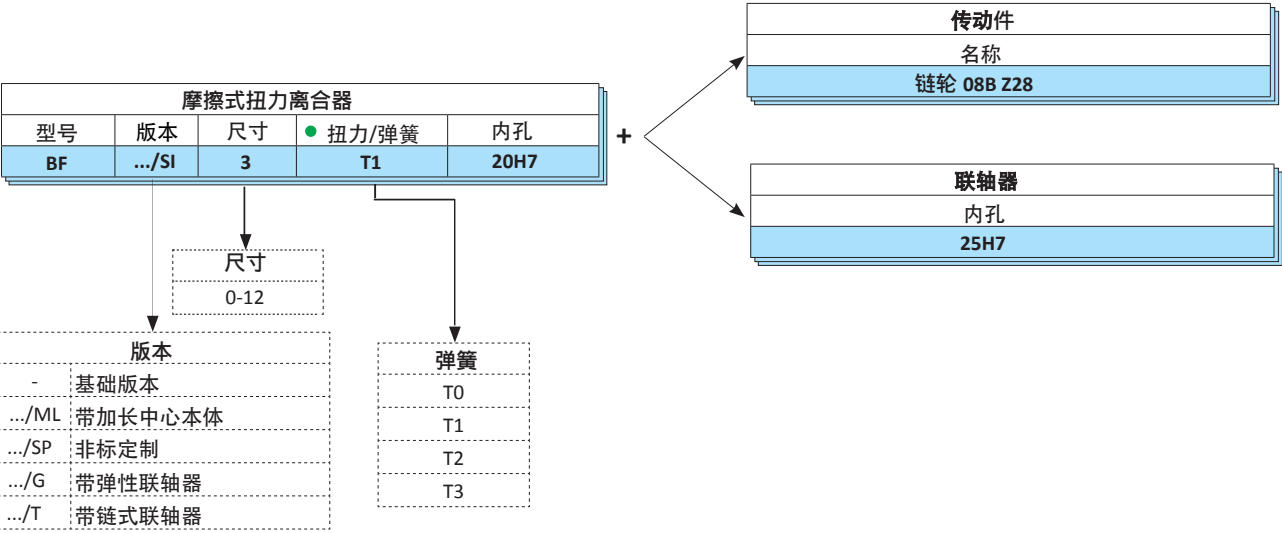 传动件
名称
链轮 08B Z28
摩擦式扭力离合器
型号 版本 尺寸 扭力/弹簧 内孔
BF .../SI 3 T1 20H7
+
联轴器
内孔
25H7
尺寸
0-12
版本
- 基础版本
.../ML 带加长中心本体
.../SP 非标定制
.../G 带弹性联轴器
.../T 带链式联轴器
弹簧
T0
T1
T2
T3